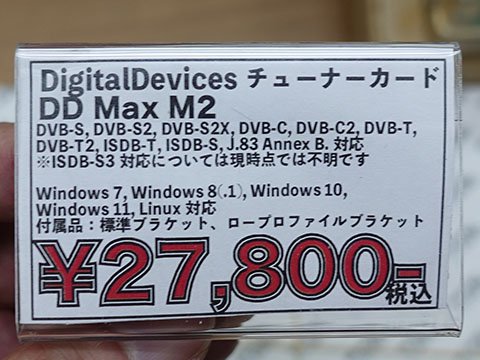 DigitalDevices チューナーカード
DD Max M2
DVB-S, DVB-S2, DVB-S2X, DVB-C, DVB-C2, DVB-T,
DVB-T2, ISDB-T, ISDB-S, J.83 Annex B. 対応
※ISDB-S3 対応については現時点では不明です
Windows 7, Windows 8(.1), Windows 10,
Windows 11, Linux 対応
付属品：標準ブラケット、ロープロファイルブラケット
¥27,800-
税込